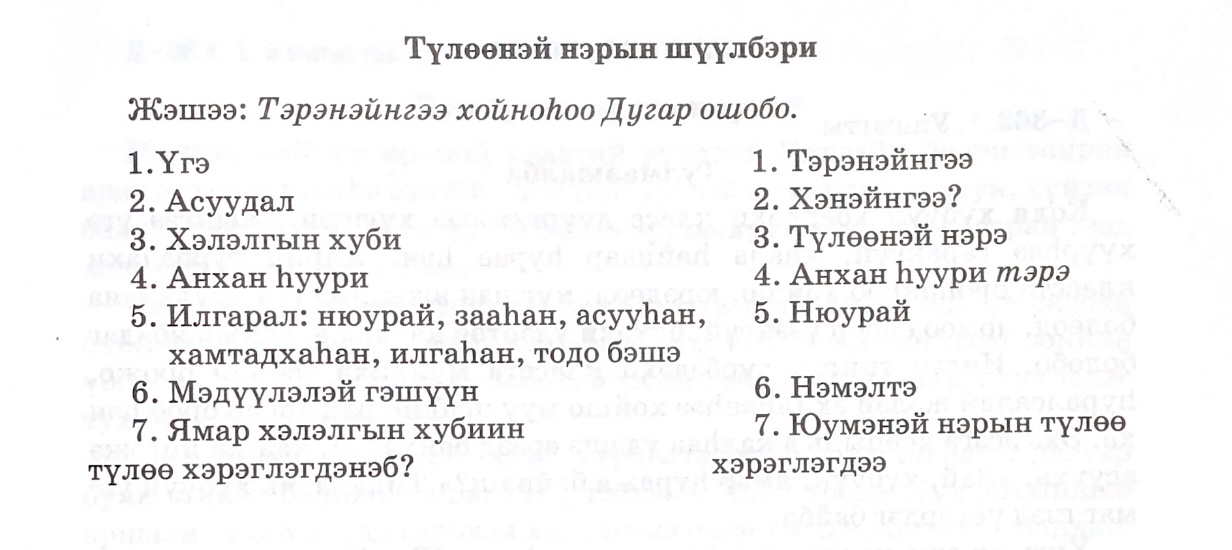 Түлөөнэй нэрын шүүлбэри
Жэшээ: Тэрэнэйнгээ хойноһоо Дугар ошобо.
1. Үгэ
2. Асуудал
3. Хэлэлгын хуби
4. Анхан һуури
5. Илгарал: нюурай, зааһан, асууһан,
хамтадхаһан, илгаһан, тодо бэшэ
6. Мэдүүлэлэй гэшүүн
7. Ямар хэлэлгын хубиин
түлөө хэрэглэгдэнэб?
1. Тэрэнэйнгээ
2. Хэнэйнгээ?
3. Түлөөнэй нэрэ
4. Анхан һуури тэрэ
5. Нюурай
6. Нэмэлтэ
7. Юумэнэй нэрын түлөө
хэрэглэгдээ